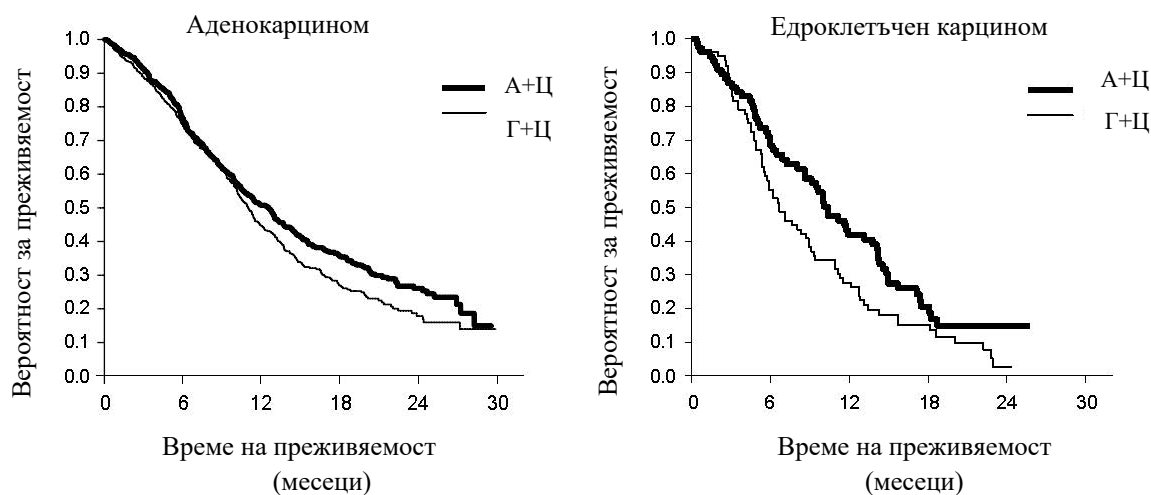 Аденокарцином
Вероятност за преживяемост
1.0
0.9
0.8
0.7
0.6
0.5
0.4
0.3
0.2
0.1
0.0
А+Ц
Г+Ц
0 6 12 18 24 30
Време на преживяемост
(месеци)
Едроклетъчен карцином
Вероятност за преживяемост
1.0
0.9
0.8
0.7
0.6
0.5
0.4
0.3
0.2
0.1
0.0
А+Ц
Г+Ц
0 6 12 18 24 30
Време на преживяемост
(месеци)